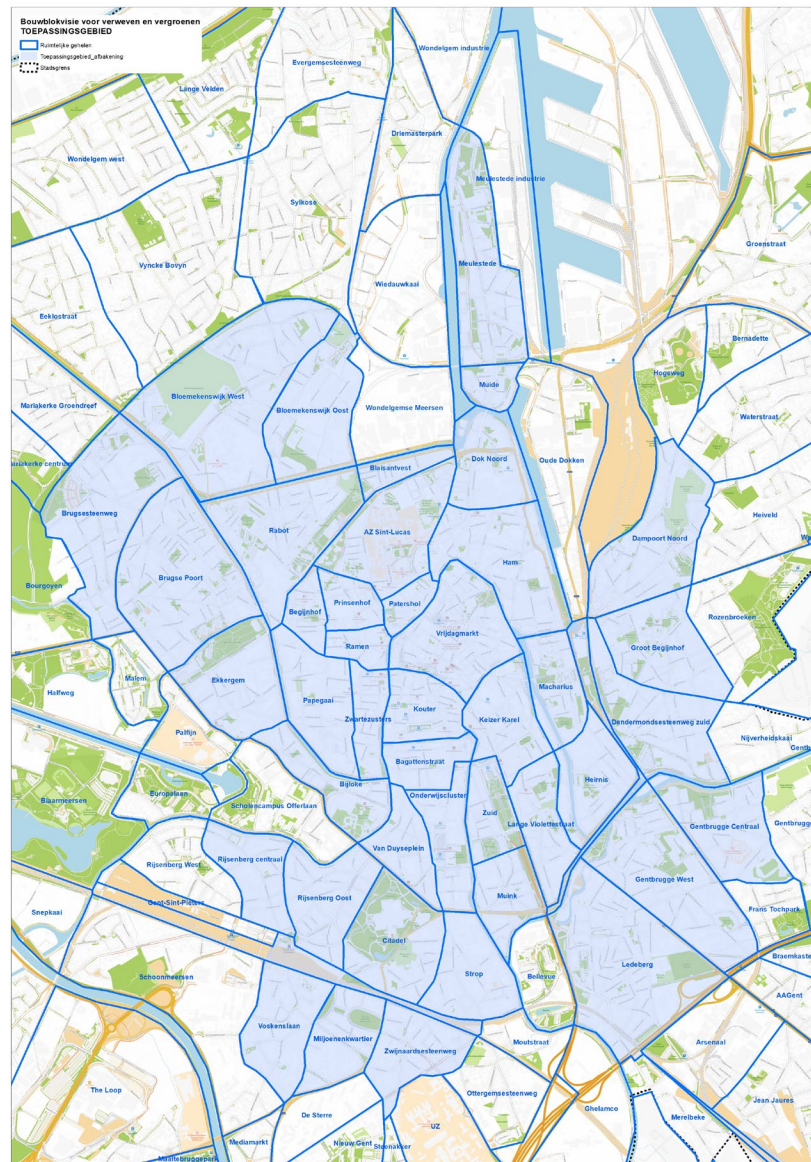 Bouwblokvisie voor verweven en vergroenen
TOEPASSINGSGEBIED
Ruimtelijke gehelen
Toepassingsgebied_afbakening
Stadsgrens
Wondelgem industrie
Evergemsesteenweg
Lange Velden
Driemasterpark
Wondelgem west
Meulestede industrie
Sylkose
Groenstraat
Vyncke Bovyn
Meulestede
Wiedauwkaai
Eeklostraat
Bernadette
Hogeweg
Muide
Bloemekenswijk West
Mariakerke Groendreef
Bloemekenswijk Oost
Wondelgemse Meersen
Waterstraat
Dok Noord
Oude Dokken
Blaisantvest
Heiveld
Brugsesteenweg
Rabot
AZ Sint-Lucas
Dampoort Noord
Ham
Brugse Poort
Bourgoyen
Prinsenhof
Patershol
Begijnhof
Rozenbroeken
Vrijdagmarkt
Ramen
Groot Begijnhof
Malem
Ekkergem
Halfweg
Papegaai
Macharius
Zwartezusters
Kouter
Keizer Karel
Dendermondsesteenweg zuid
Palfijn
Nijverheidskaai
Bagattenstraat
Heirnis
Bijloke
Europalaan
Onderwijscluster
Blaarmeersen
Scholencampus Offerlaan
Zuid
Lange Violettestraat
Gentbrugge Centraal
Van Duyseplein
Rijsenberg West
Rijsenberg centraal
Gentbrugge West
Rijsenberg Oost
Muink
Gent-Sint-Pieters
Snepkaai
Frans Tochpark
Citadel
Ledeberg
Schoonmeersen
Strop
Bellevue
AAGent
Voskenslaan
Miljoenenkwartier
Moutstraat
Arsenaal
Zwijnaardsesteenweg
The Loop
Ottergemsesteenweg
Jean Jaures
Ghelamco
De Sterre
Merelbeke
UZ
Mediamarkt
Nieuw Gent
Steenakker
Maaltebruggepark